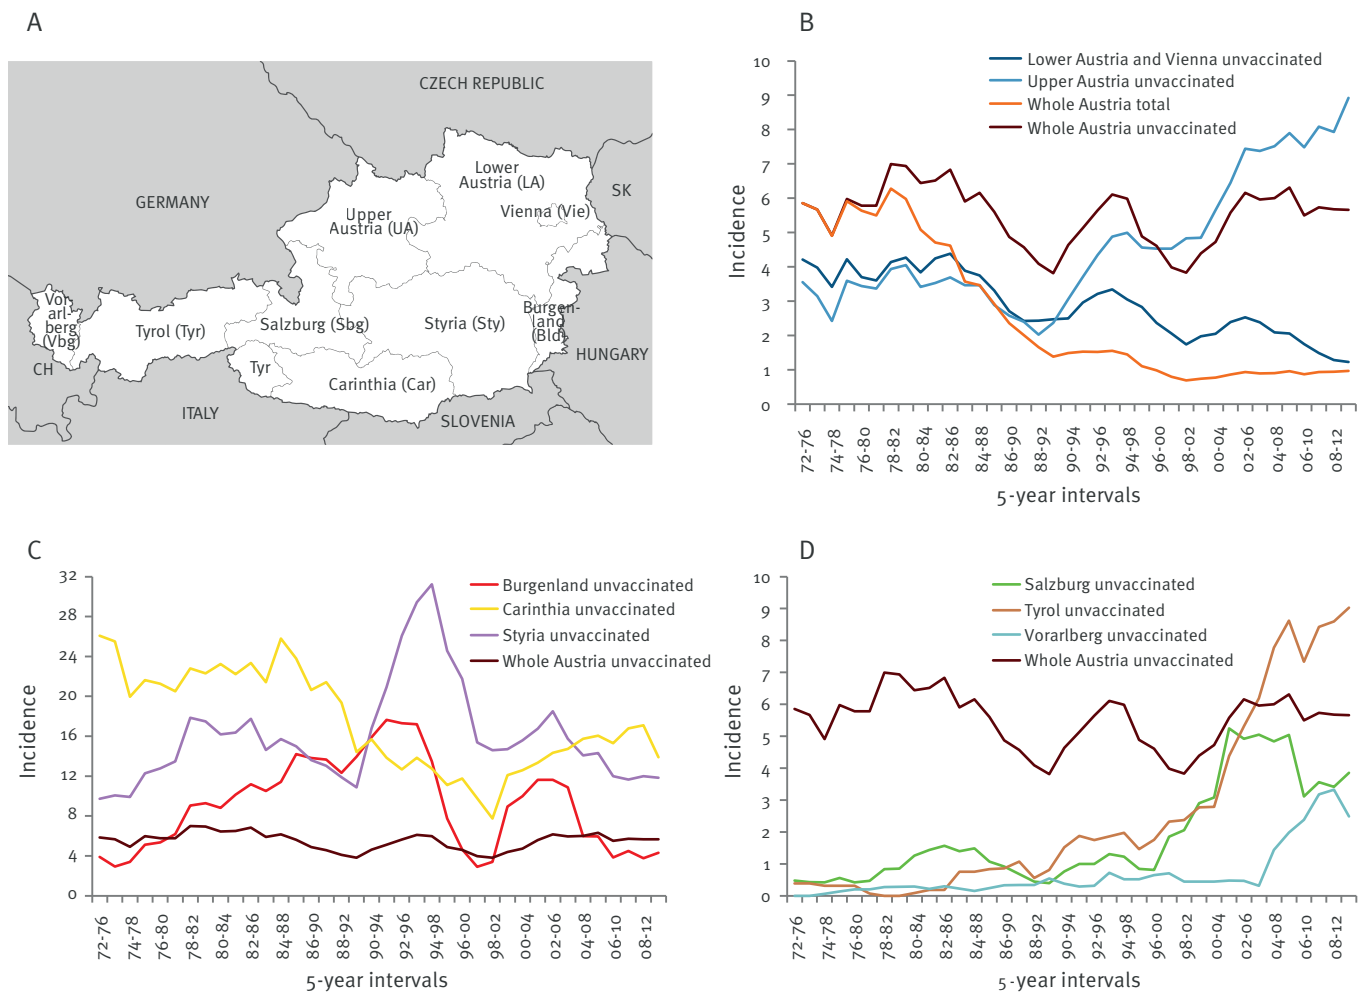 A
CZECH REPUBLIC
GERMANY
SK
Lower
Austria (LA)
Vienna (Vie)
Upper
Austria (UA)
Vor-
arl-
berg
(Vbg)
Tyrol (Tyr)
Salzburg (Sbg)
Styria (Sty)
Burgen-
land
(Bld)
HUNGARY
CH
Tyr
Carinthia (Car)
ITALY
SLOVENIA
B
Lower Austria and Vienna unvaccinated
Upper Austria unvaccinated
Whole Austria total
Whole Austria unvaccinated
Incidence
10
9
8
7
6
5
4
3
2
1
0
72-76
74-78
76-80
78-82
80-84
82-86
84-88
86-90
88-92
90-94
92-96
94-98
96-00
98-02
00-04
02-06
04-08
06-10
08-12
5-year intervals
C
Burgenland unvaccinated
Carinthia unvaccinated
Styria unvaccinated
Whole Austria unvaccinated
Incidence
32
28
24
20
16
12
8
4
0
72-76
74-78
76-80
78-82
80-84
82-86
84-88
86-90
88-92
90-94
92-96
94-98
96-00
98-02
00-04
02-06
04-08
06-10
08-12
5-year intervals
D
Salzburg unvaccinated
Tyrol unvaccinated
Vorarlberg unvaccinated
Whole Austria unvaccinated
Incidence
10
9
8
7
6
5
4
3
2
1
0
72-76
74-78
76-80
78-82
80-84
82-86
84-88
86-90
88-92
90-94
92-96
94-98
96-00
98-02
00-04
02-06
04-08
06-10
08-12
5-year intervals